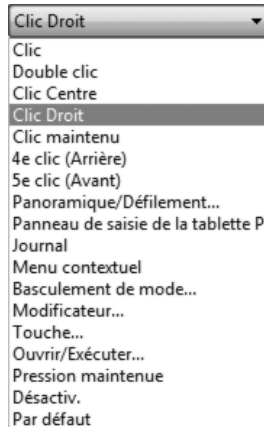 Clic Droit
Clic
Double clic
Clic Centre
Clic Droit
Clic maintenu
4e clic (Arrière)
5e clic (Avant)
Panoramique/Défilement...
Panneau de saisie de la tablette P
Journal
Menu contextuel
Basculement de mode...
Modificateur...
Touche...
Ouvrir/Exécuter...
Pression maintenue
Désactiv.
Par défaut